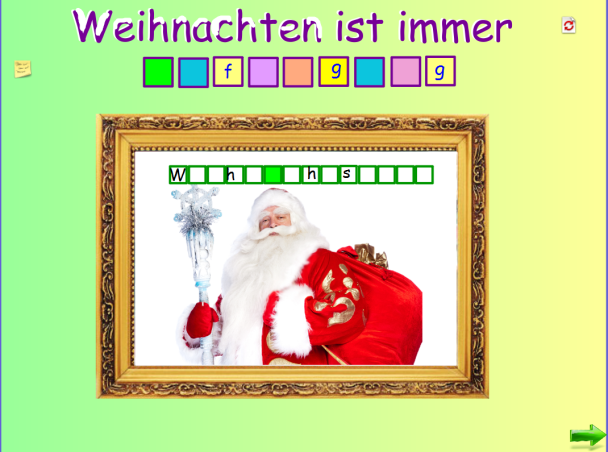 Weihnachten ist immer
f g g
W h h s